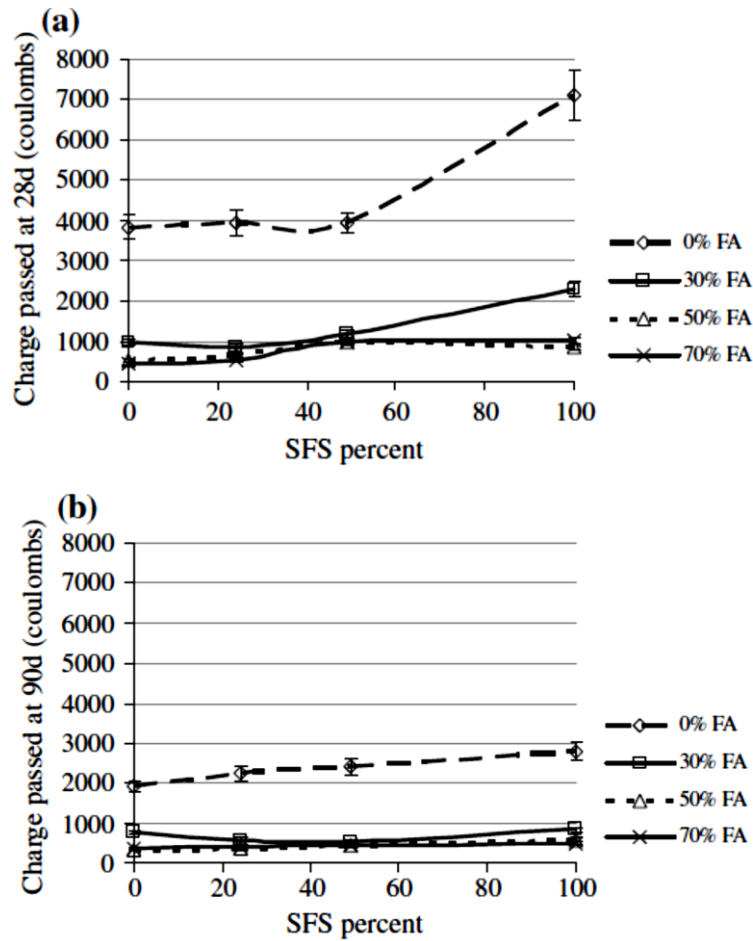 (a)
Charge passed at 28d (coulombs)
8000
7000
6000
5000
4000
3000
2000
1000
0
0 20 40 60 80 100
SFS percent
0% FA
30% FA
50% FA
70% FA
(b)
Charge passed at 90d (coulombs)
8000
7000
6000
5000
4000
3000
2000
1000
0
0 20 40 60 80 100
SFS percent
0% FA
30% FA
50% FA
70% FA